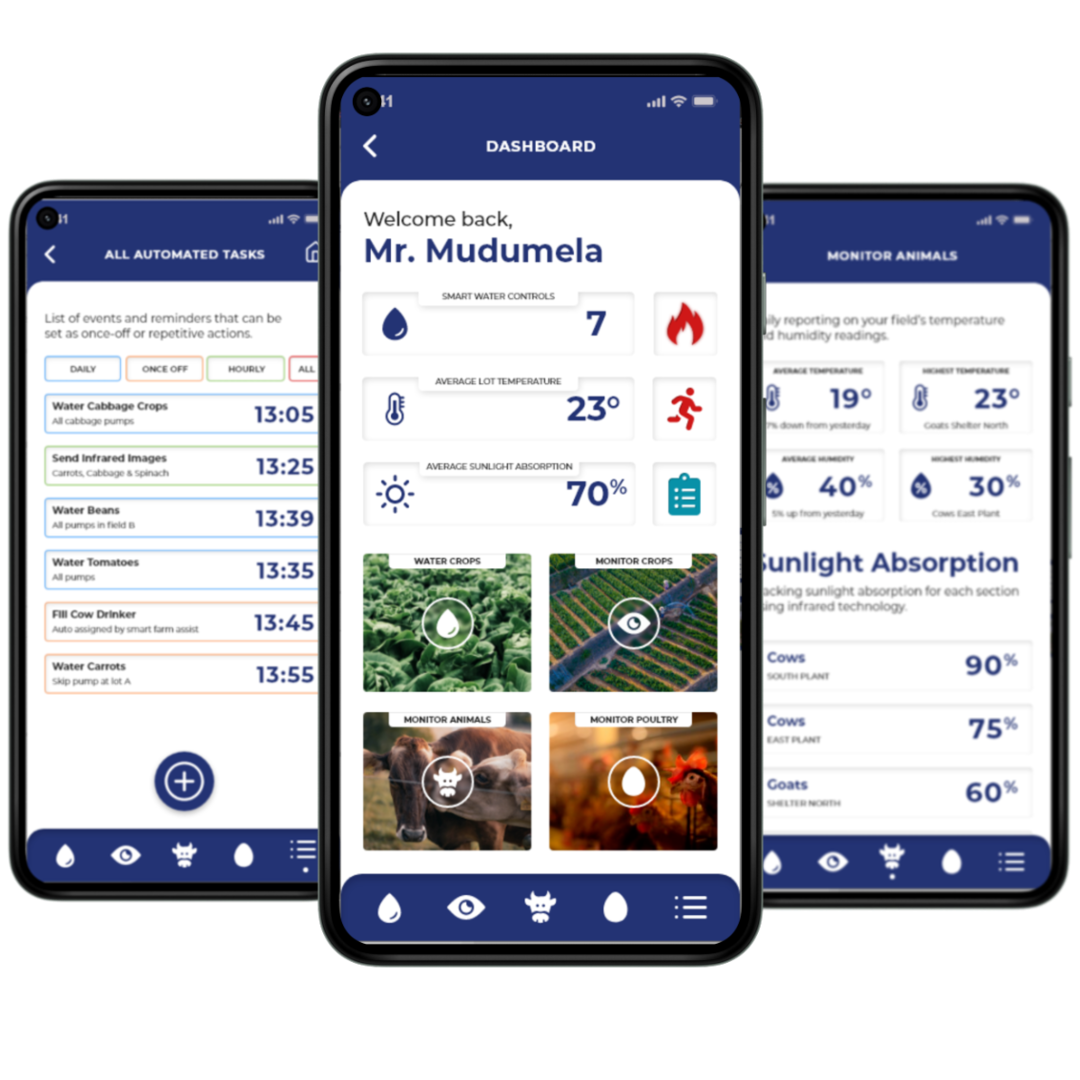 41
ALL AUTOMATED TASKS
List of events and reminders that can be
set as once-off or repetitive actions.
DAILY
ONCE OFF
HOURLY
ALL
Water Cabbage Crops
All cabbage pumps
13:05
Send Infrared Images
Carrots, Cabbage & Spinach
13:25
Water Beans
All pumps in field B
13:39
Water Tomatoes
All pumps
13:35
Fill Cow Drinker
Auto assigned by smart farm assist
13:45
Water Carrots
Skip pump at lot A
13:55
41
DASHBOARD
Welcome back,
Mr. Mudumela
SMART WATER CONTROLS
7
AVERAGE LOT TEMPERATURE
23°
AVERAGE SUNLIGHT ABSORPTION
70%
WATER CROPS
MONITOR CROPS
MONITOR ANIMALS
MONITOR POULTRY
MONITOR ANIMALS
reporting on your field's temperature
humidity readings.
AVERAGE TEMPERATURE
19°
% down from yesterday
HIGHEST TEMPERATURE
23°
Goats Shelter North
AVERAGE HUMIDITY
40%
5% up from yesterday
HIGHEST HUMIDITY
30%
Cows East Plant
Sunlight Absorption
acking sunlight absorption for each section
sing infrared technology.
Cows
SOUTH PLANT
90%
Cows
EAST PLANT
75%
Goats
SHELTER NORTH
60%